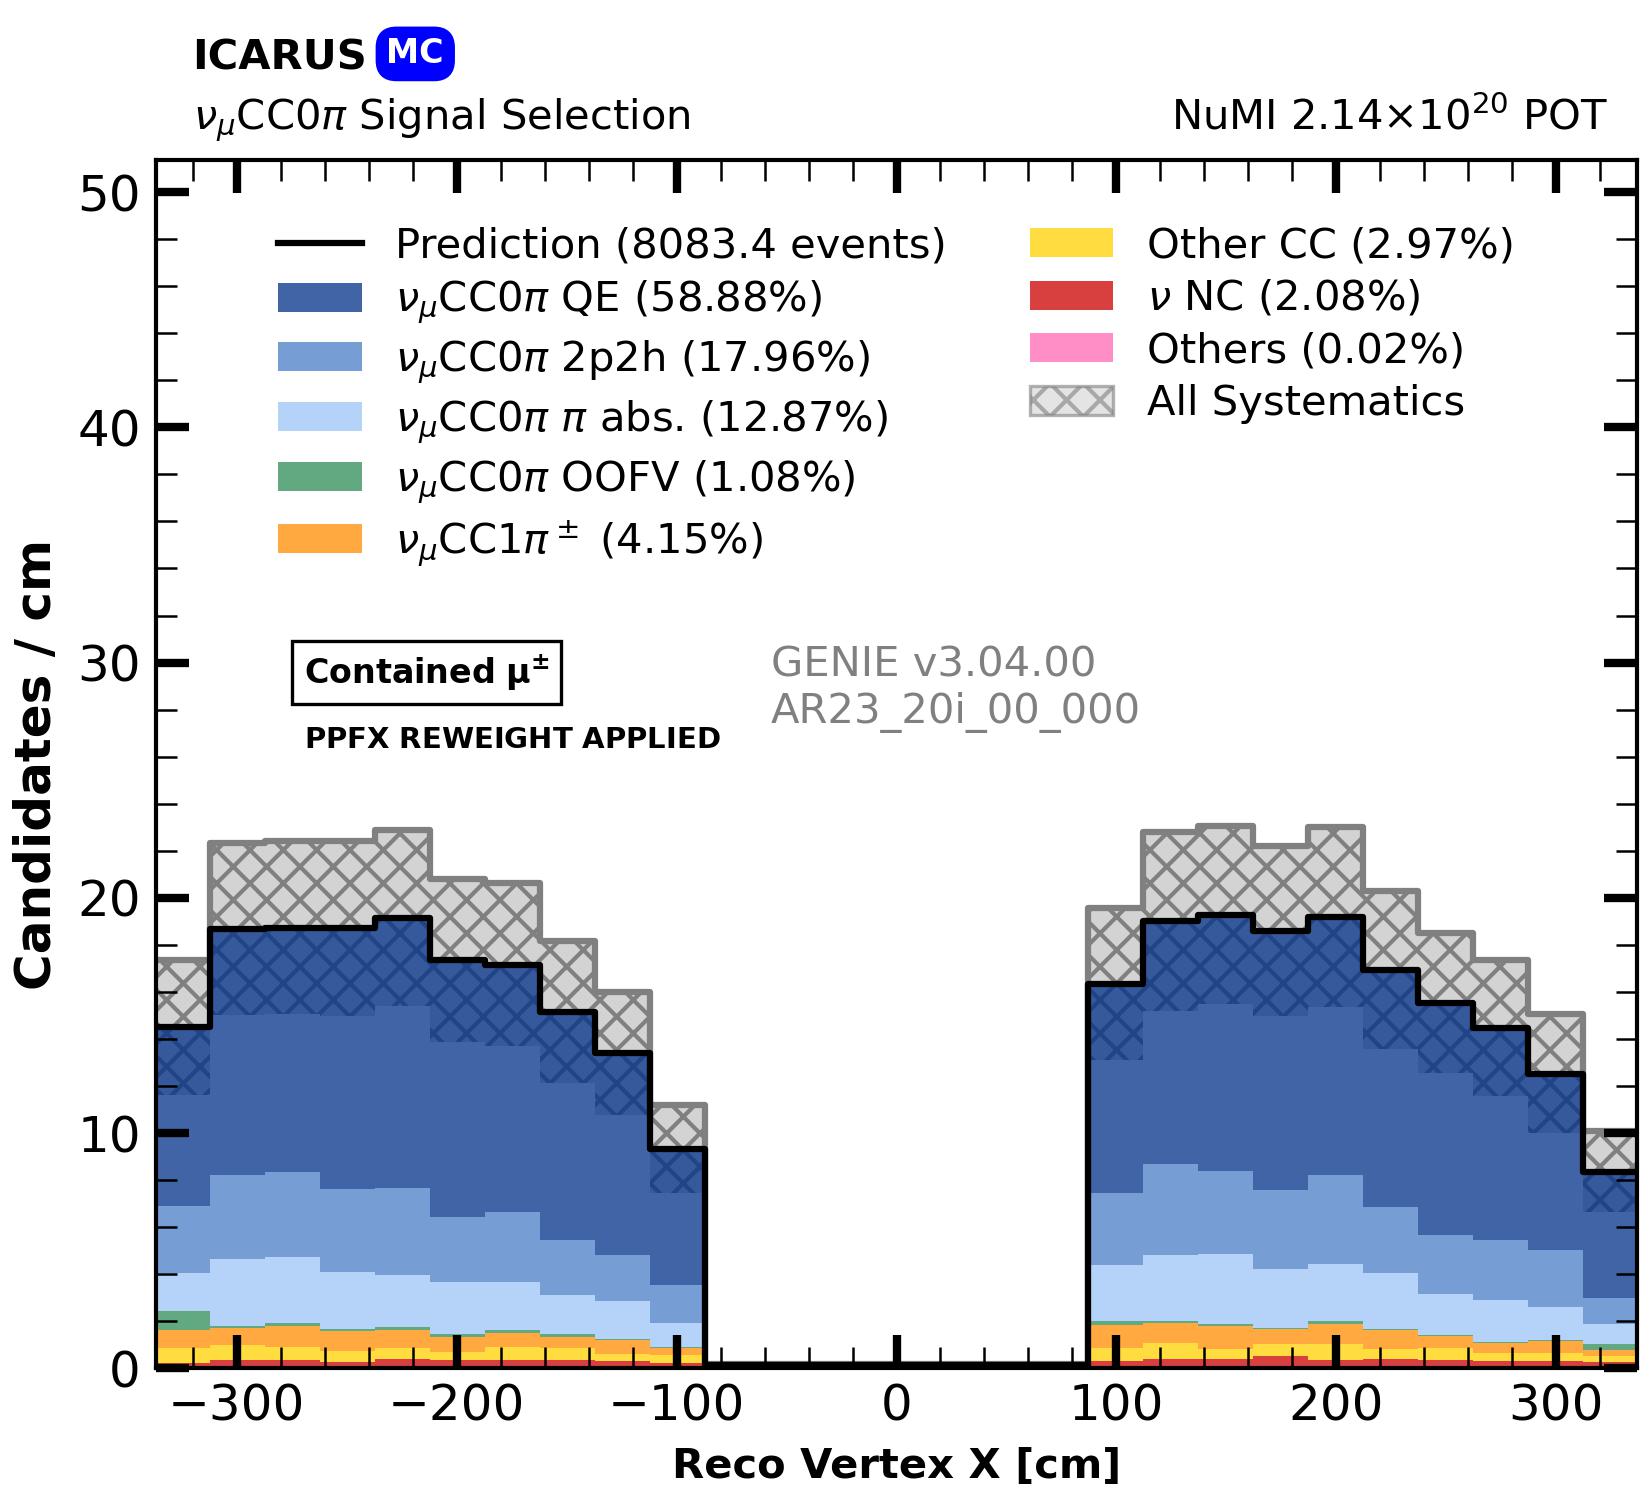 ICARUS MC
νμCC0π Signal Selection
NuMI 2.14×10²⁰ POT
50
40
30
20
10
0
Candidates / cm
Prediction (8083.4 events)
νμCC0π QE (58.88%)
νμCC0π 2p2h (17.96%)
νμCC0π π abs. (12.87%)
νμCC0π OOFV (1.08%)
νμCC1π± (4.15%)
Other CC (2.97%)
ν NC (2.08%)
Others (0.02%)
All Systematics
Contained μ±
PPFX REWEIGHT APPLIED
GENIE v3.04.00
AR23_20i_00_000
−300 −200 −100 0 100 200 300
Reco Vertex X [cm]